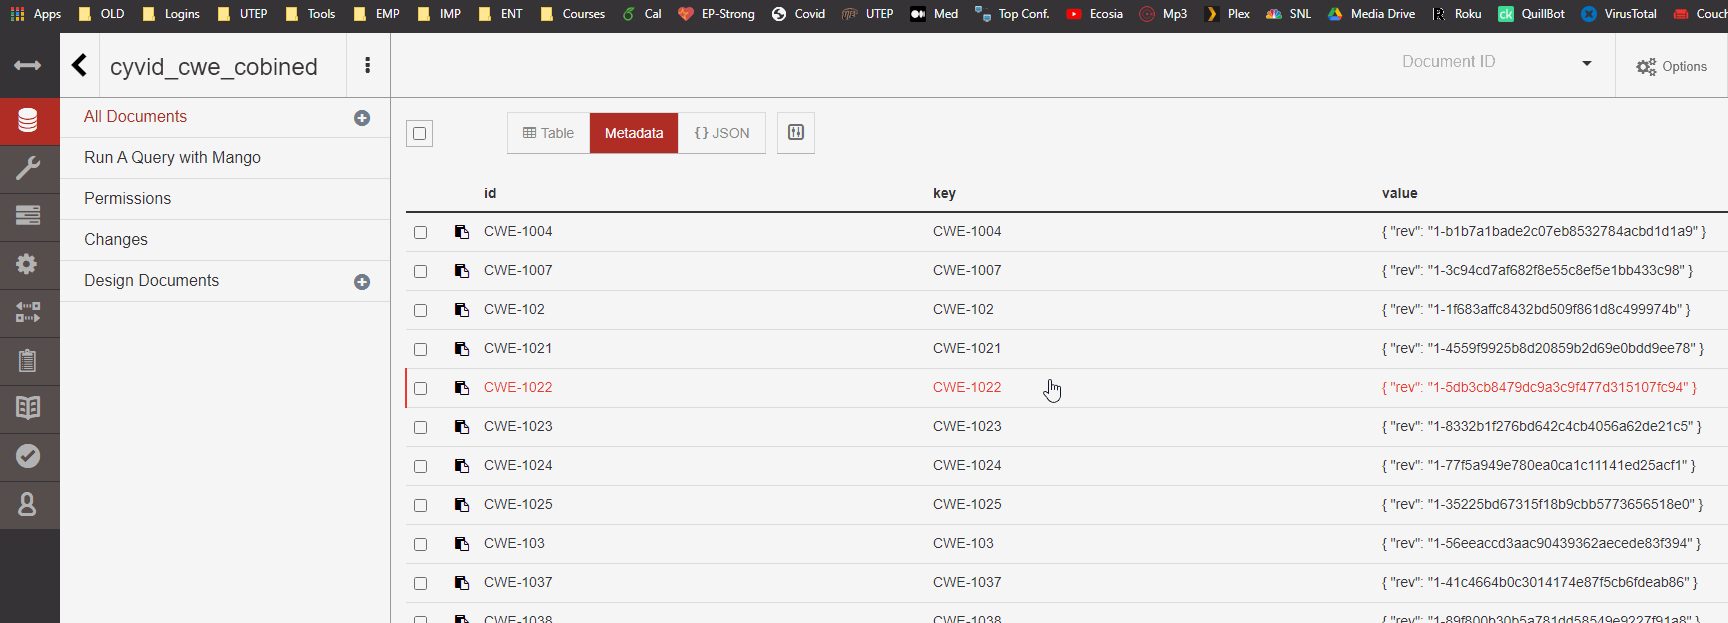 Apps OLD Logins UTEP Tools EMP IMP ENT Courses Cal EP-Strong Covid UTEP Med Top Conf. Ecosia Mp3 Plex SNL Media Drive Roku QuillBot VirusTotal Couch
cyvid_cwe_cobined
Document ID
Options
All Documents
Run A Query with Mango
Permissions
Changes
Design Documents
Table Metadata {} JSON
id key value
CWE-1004 CWE-1004 { "rev": "1-b1b7a1bade2c07eb8532784acbd1d1a9" }
CWE-1007 CWE-1007 { "rev": "1-3c94cd7af682f8e55c8ef5e1bb433c98" }
CWE-102 CWE-102 { "rev": "1-1f683affc8432bd509f861d8c499974b" }
CWE-1021 CWE-1021 { "rev": "1-4559f9925b8d20859b2d69e0bdd9ee78" }
CWE-1022 CWE-1022 { "rev": "1-5db3cb8479dc9a3c9f477d315107fc94" }
CWE-1023 CWE-1023 { "rev": "1-8332b1f276bd642c4cb4056a62de21c5" }
CWE-1024 CWE-1024 { "rev": "1-77f5a949e780ea0ca1c11141ed25acf1" }
CWE-1025 CWE-1025 { "rev": "1-35225bd67315f18b9cbb5773656518e0" }
CWE-103 CWE-103 { "rev": "1-56eeaccd3aac90439362aecede83f394" }
CWE-1037 CWE-1037 { "rev": "1-41c4664b0c3014174e87f5cb6fdeab86" }
CWE-1038 CWE-1038 { "rev": "1-89f800b30b5a781dd58549e9227f91a8" }